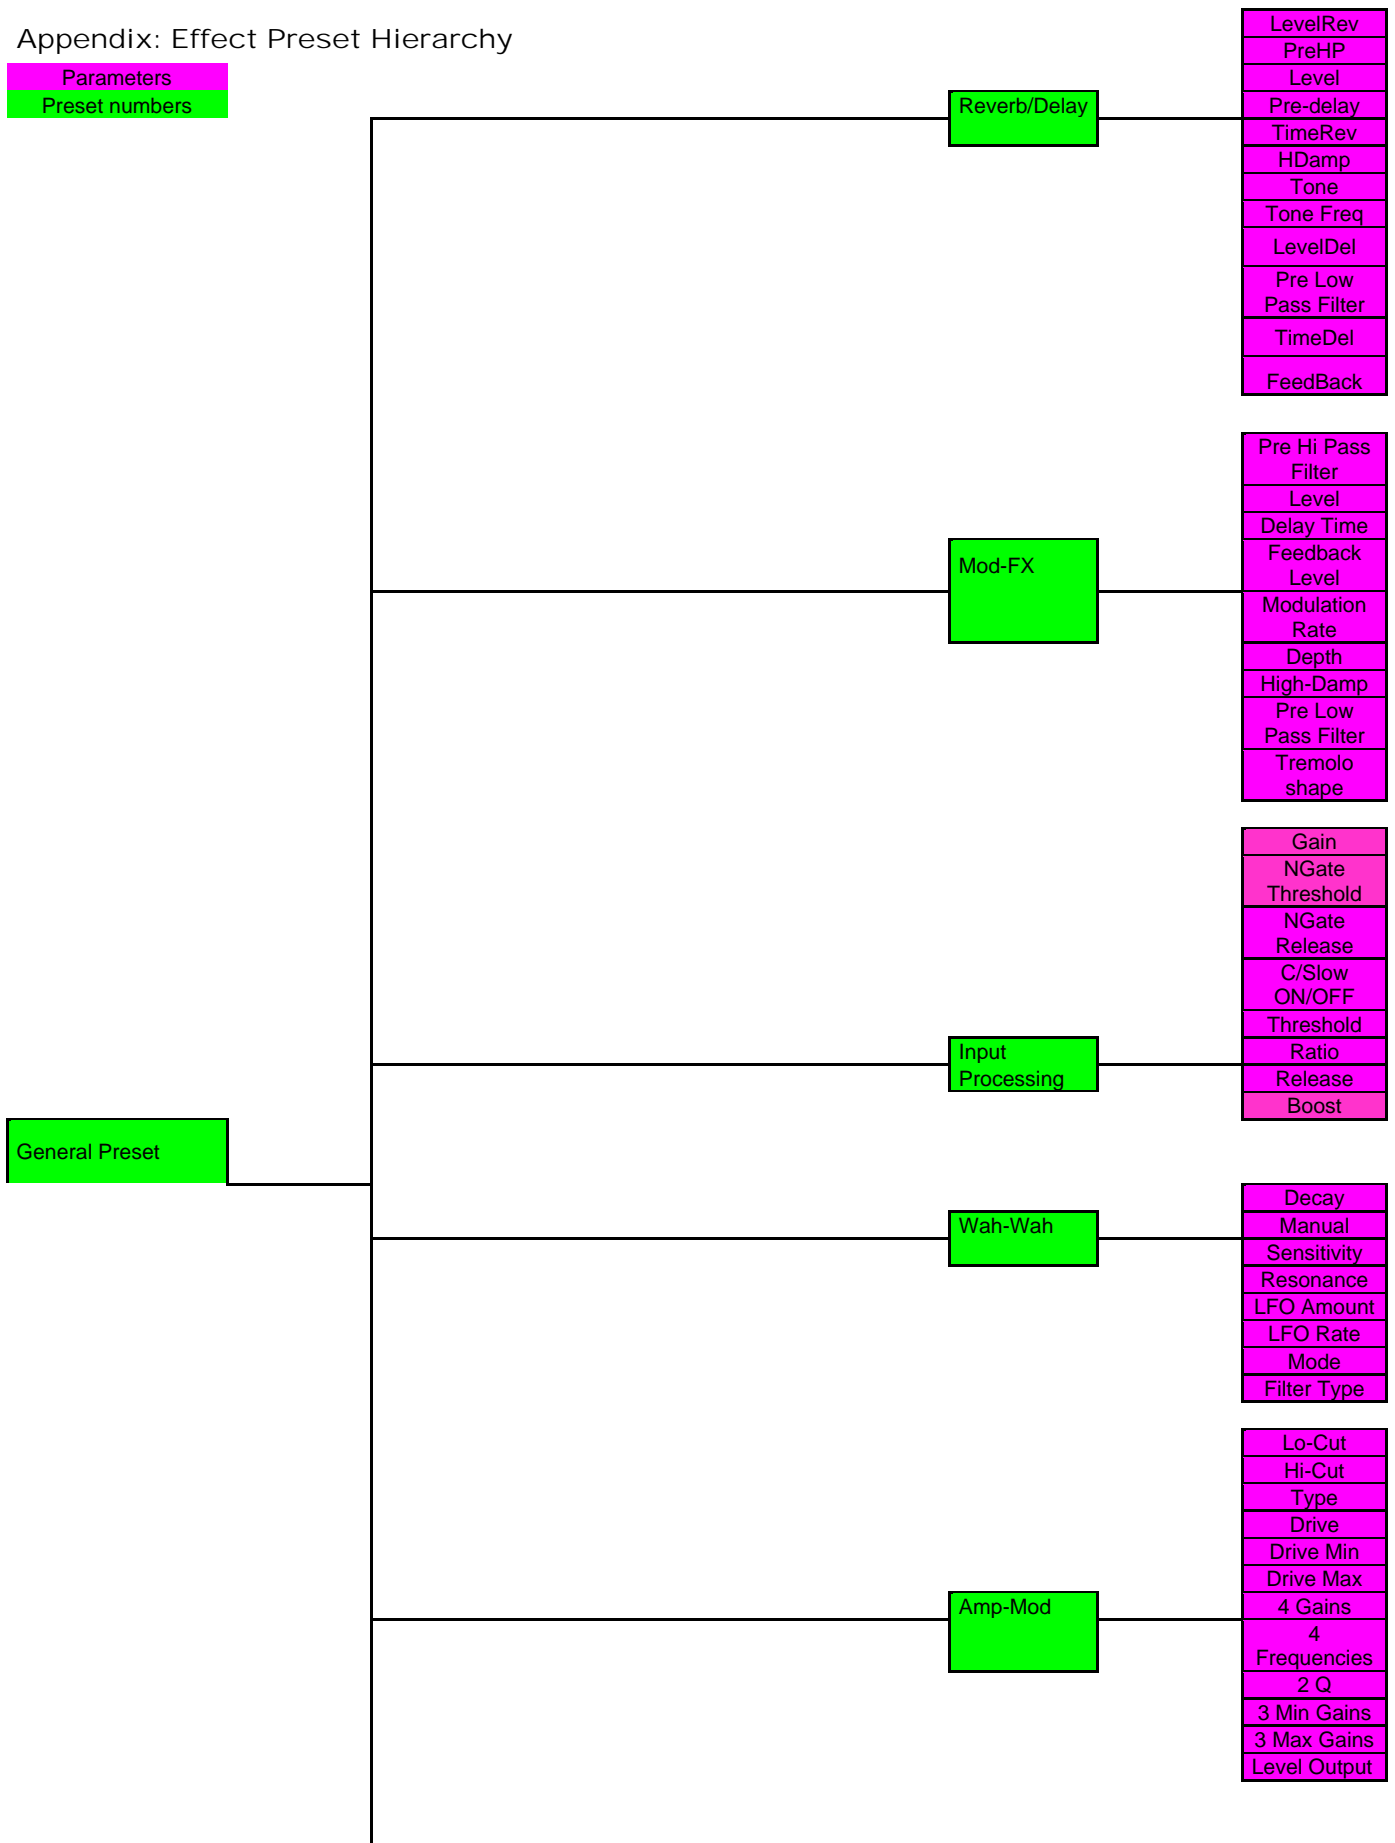 Appendix: Effect Preset Hierarchy
Parameters
Preset numbers
General Preset
Reverb/Delay
LevelRev
PreHP
Level
Pre-delay
TimeRev
HDamp
Tone
Tone Freq
LevelDel
Pre Low
Pass Filter
TimeDel
FeedBack
Mod-FX
Pre Hi Pass
Filter
Level
Delay Time
Feedback
Level
Modulation
Rate
Depth
High-Damp
Pre Low
Pass Filter
Tremolo
shape
Input
Processing
Gain
NGate
Threshold
NGate
Release
C/Slow
ON/OFF
Threshold
Ratio
Release
Boost
Wah-Wah
Decay
Manual
Sensitivity
Resonance
LFO Amount
LFO Rate
Mode
Filter Type
Amp-Mod
Lo-Cut
Hi-Cut
Type
Drive
Drive Min
Drive Max
4 Gains
4
Frequencies
2 Q
3 Min Gains
3 Max Gains
Level Output